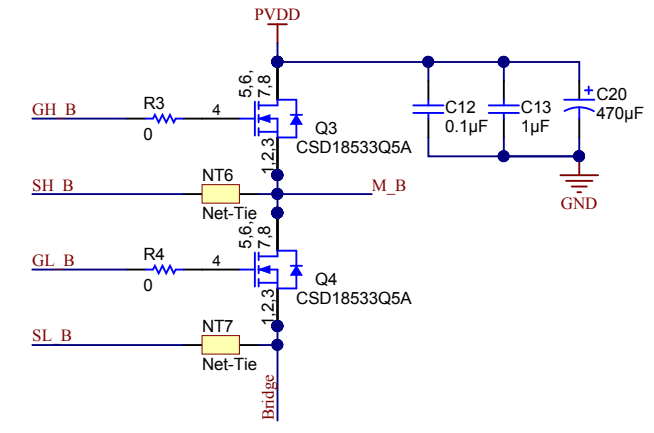 PVDD
5,6,
7,8
R3
GH_B
4
0
Q3
CSD18533Q5A
1,2,3
C12
0.1µF
C13
1µF
+
C20
470µF
GND
NT6
SH_B
M_B
Net-Tie
5,6,
7,8
R4
GL_B
4
0
Q4
CSD18533Q5A
1,2,3
NT7
SL_B
Net-Tie
Bridge